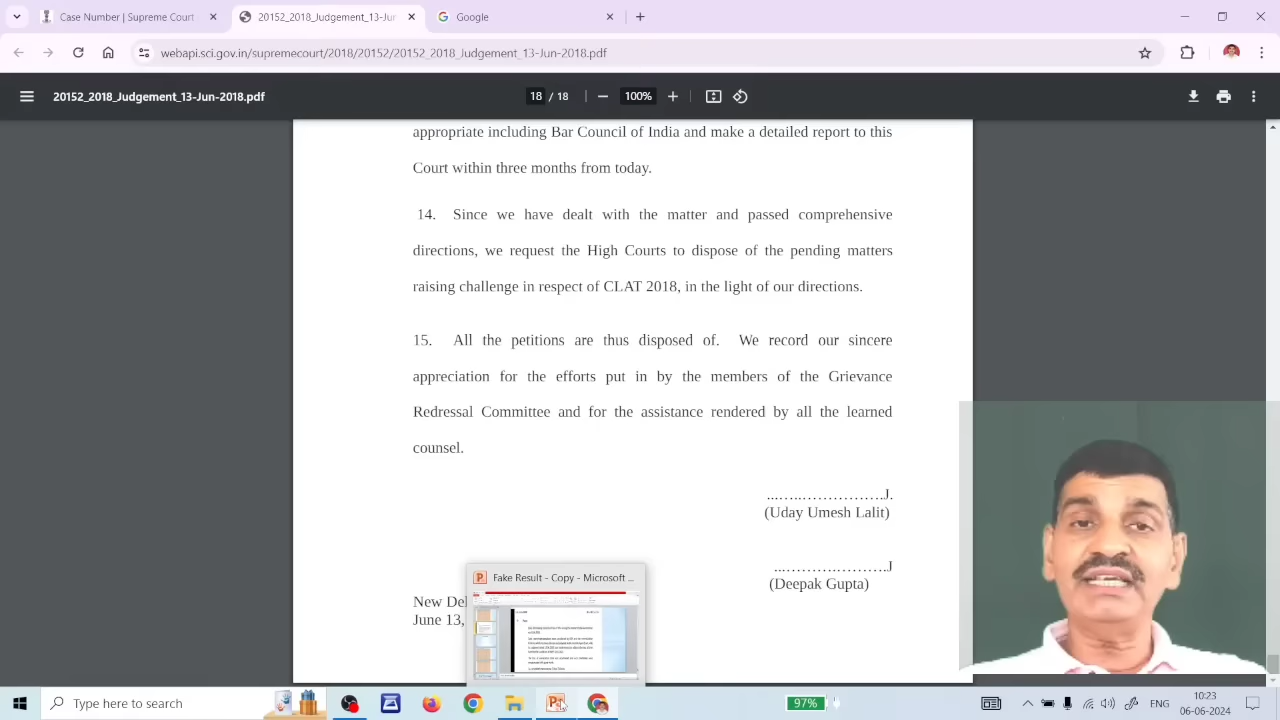 Case Number | Supreme Court
20152_2018_Judgement_13-Jun-2018
Google
webapi.sci.gov.in/supremecourt/2018/20152/20152_2018_Judgement_13-Jun-2018.pdf
20152_2018_Judgement_13-Jun-2018.pdf
18 / 18
100%
appropriate including Bar Council of India and make a detailed report to this
Court within three months from today.
14. Since we have dealt with the matter and passed comprehensive
directions, we request the High Courts to dispose of the pending matters
raising challenge in respect of CLAT 2018, in the light of our directions.
15. All the petitions are thus disposed of. We record our sincere
appreciation for the efforts put in by the members of the Grievance
Redressal Committee and for the assistance rendered by all the learned
counsel.
...…..…………….J.
(Uday Umesh Lalit)
...……….……….J
(Deepak Gupta)
New De
June 13,
Fake Result - Copy - Microsoft ...
Type here to search
97%
ENG
10:23
06-06-2024